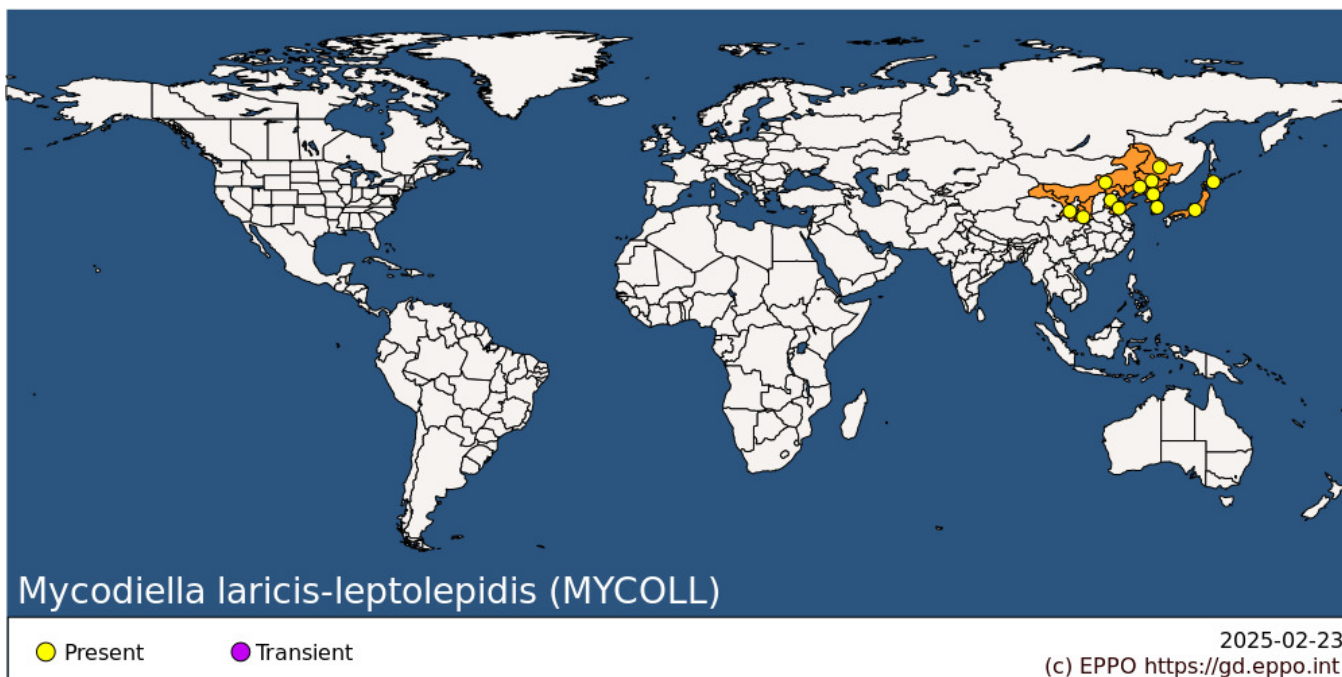 Mycodiella laricis-leptolepidis (MYCOLL)
Present
Transient
2025-02-23
(c) EPPO https://gd.eppo.int